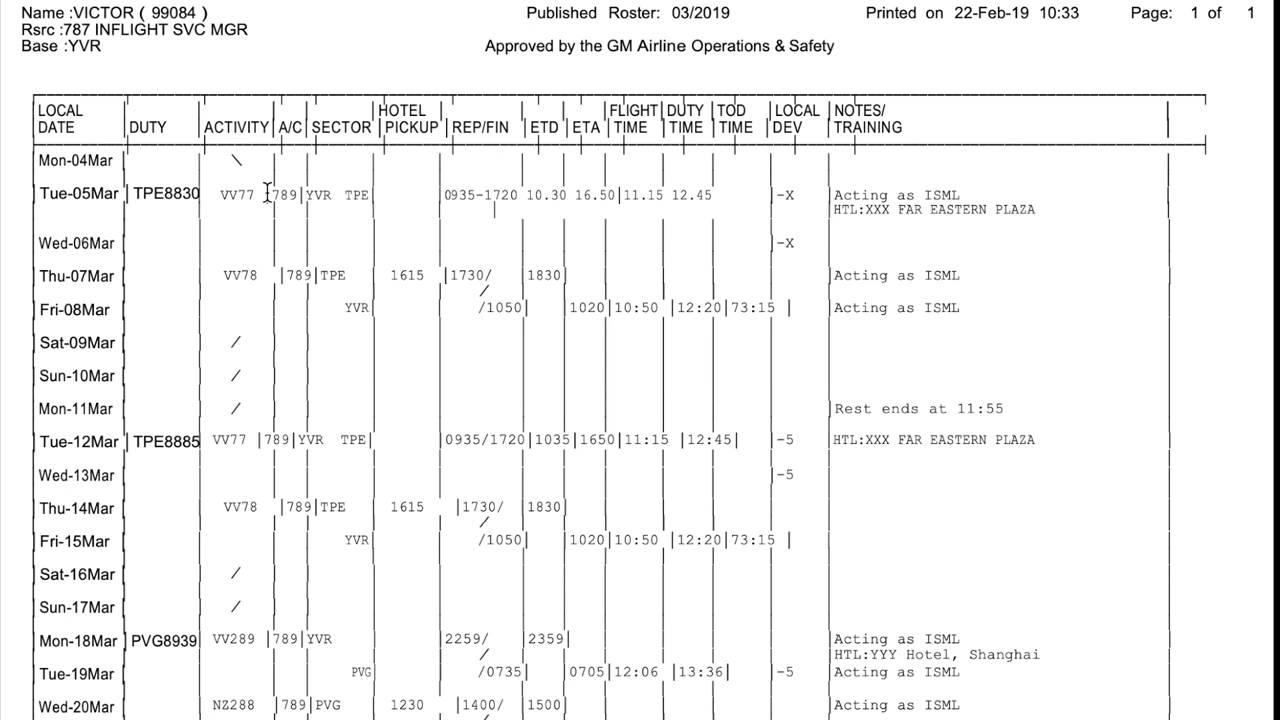 Name :VICTOR ( 99084 ) Published Roster: 03/2019 Printed on 22-Feb-19 10:33 Page: 1 of 1
Rsrc :787 INFLIGHT SVC MGR
Base :YVR Approved by the GM Airline Operations & Safety
LOCAL HOTEL FLIGHT DUTY TOD LOCAL NOTES/
DATE DUTY ACTIVITY A/C SECTOR PICKUP REP/FIN ETD ETA TIME TIME TIME DEV TRAINING
Mon-04Mar \
Tue-05Mar TPE8830 VV77 789 YVR TPE 0935-1720 10.30 16.50 11.15 12.45 -X Acting as ISML
HTL:XXX FAR EASTERN PLAZA
Wed-06Mar -X
Thu-07Mar VV78 789 TPE 1615 1730/ 1830 Acting as ISML
/
Fri-08Mar YVR /1050 1020 10:50 12:20 73:15 Acting as ISML
Sat-09Mar /
Sun-10Mar /
Mon-11Mar / Rest ends at 11:55
Tue-12Mar TPE8885 VV77 789 YVR TPE 0935/1720 1035 1650 11:15 12:45 -5 HTL:XXX FAR EASTERN PLAZA
Wed-13Mar -5
Thu-14Mar VV78 789 TPE 1615 1730/ 1830
/
Fri-15Mar YVR /1050 1020 10:50 12:20 73:15
Sat-16Mar /
Sun-17Mar /
Mon-18Mar PVG8939 VV289 789 YVR 2259/ 2359 Acting as ISML
/ HTL:YYY Hotel, Shanghai
Tue-19Mar PVG /0735 0705 12:06 13:36 -5 Acting as ISML
Wed-20Mar NZ288 789 PVG 1230 1400/ 1500 Acting as ISML